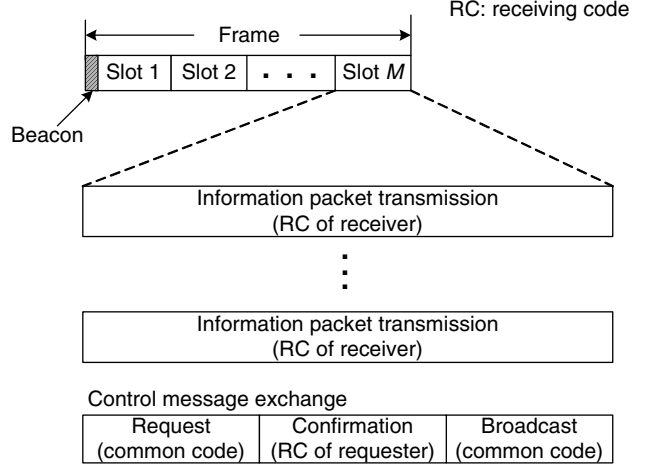 RC: receiving code
Frame
Slot 1 Slot 2 . . . Slot M
Beacon
Information packet transmission
(RC of receiver)
Information packet transmission
(RC of receiver)
Control message exchange
Request Confirmation Broadcast
(common code) (RC of requester) (common code)